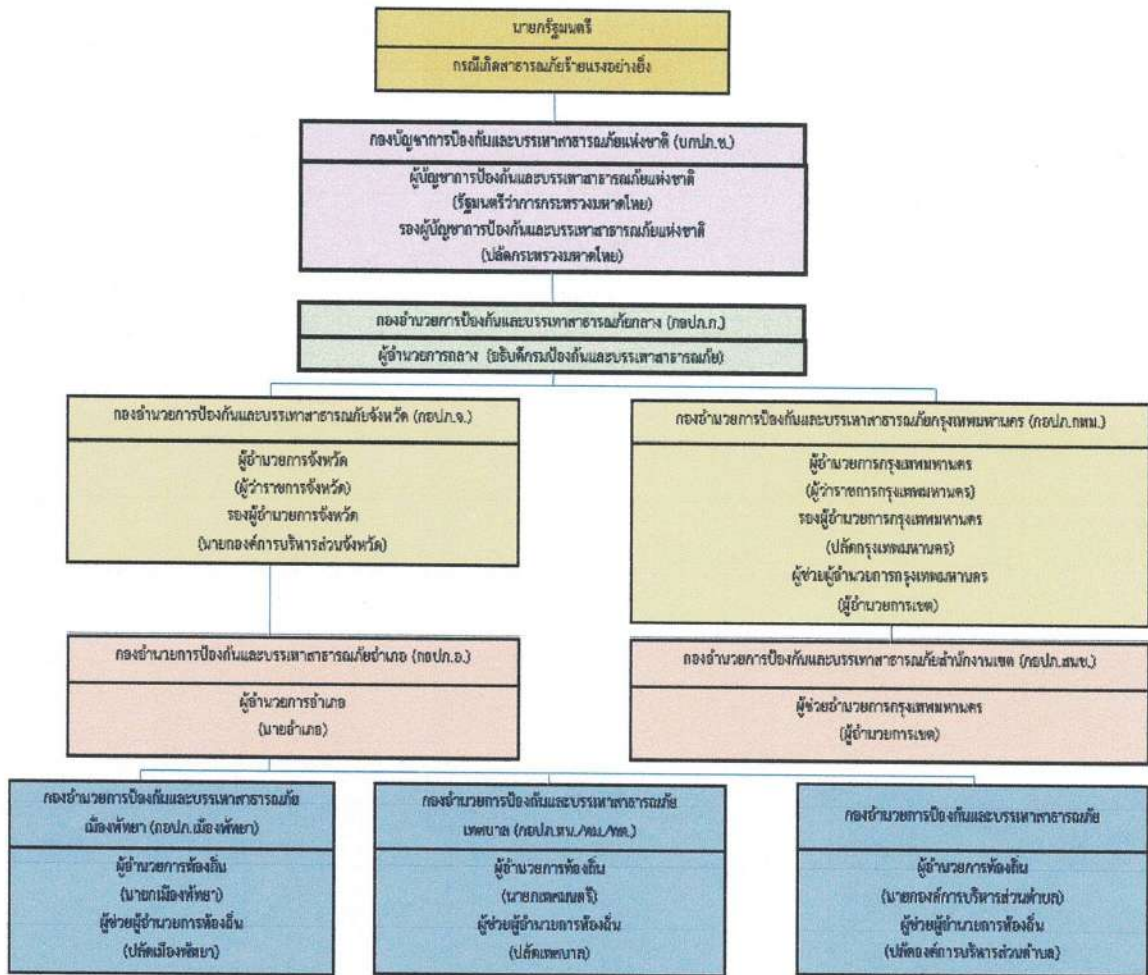 นายกรัฐมนตรี
กรณีเกิดสาธารณภัยร้ายแรงอย่างยิ่ง
กองบัญชาการป้องกันและบรรเทาสาธารณภัยแห่งชาติ (บกปภ.ช.)
ผู้บัญชาการป้องกันและบรรเทาสาธารณภัยแห่งชาติ
(รัฐมนตรีว่าการกระทรวงมหาดไทย)
รองผู้บัญชาการป้องกันและบรรเทาสาธารณภัยแห่งชาติ
(ปลัดกระทรวงมหาดไทย)
กองอำนวยการป้องกันและบรรเทาสาธารณภัยกลาง (กอปภ.ก.)
ผู้อำนวยการกลาง (อธิบดีกรมป้องกันและบรรเทาสาธารณภัย)
กองอำนวยการป้องกันและบรรเทาสาธารณภัยจังหวัด (กอปภ.จ.)
ผู้อำนวยการจังหวัด
(ผู้ว่าราชการจังหวัด)
รองผู้อำนวยการจังหวัด
(นายกองค์การบริหารส่วนจังหวัด)
กองอำนวยการป้องกันและบรรเทาสาธารณภัยกรุงเทพมหานคร (กอปภ.กทม.)
ผู้อำนวยการกรุงเทพมหานคร
(ผู้ว่าราชการกรุงเทพมหานคร)
รองผู้อำนวยการกรุงเทพมหานคร
(ปลัดกรุงเทพมหานคร)
ผู้ช่วยผู้อำนวยการกรุงเทพมหานคร
(ผู้อำนวยการเขต)
กองอำนวยการป้องกันและบรรเทาสาธารณภัยอำเภอ (กอปภ.อ.)
ผู้อำนวยการอำเภอ
(นายอำเภอ)
กองอำนวยการป้องกันและบรรเทาสาธารณภัยสำนักงานเขต (กอปภ.สนข.)
ผู้ช่วยอำนวยการกรุงเทพมหานคร
(ผู้อำนวยการเขต)
กองอำนวยการป้องกันและบรรเทาสาธารณภัย
เมืองพัทยา (กอปภ.เมืองพัทยา)
ผู้อำนวยการท้องถิ่น
(นายกเมืองพัทยา)
ผู้ช่วยผู้อำนวยการท้องถิ่น
(ปลัดเมืองพัทยา)
กองอำนวยการป้องกันและบรรเทาสาธารณภัย
เทศบาล (กอปภ.ทน./ทม./ทต.)
ผู้อำนวยการท้องถิ่น
(นายกเทศมนตรี)
ผู้ช่วยผู้อำนวยการท้องถิ่น
(ปลัดเทศบาล)
กองอำนวยการป้องกันและบรรเทาสาธารณภัย
ผู้อำนวยการท้องถิ่น
(นายกองค์การบริหารส่วนตำบล)
ผู้ช่วยผู้อำนวยการท้องถิ่น
(ปลัดองค์การบริหารส่วนตำบล)